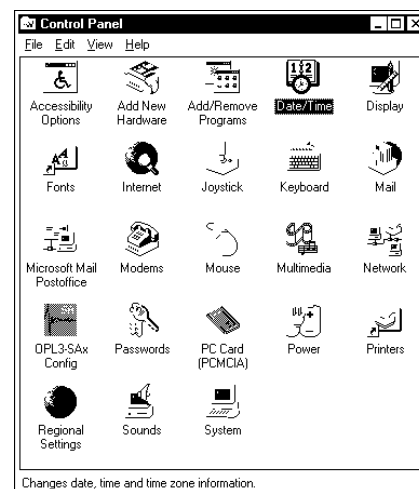 Control Panel
File Edit View Help
Accessibility Options
Add New Hardware
Add/Remove Programs
Date/Time
Display
Fonts
Internet
Joystick
Keyboard
Mail
Microsoft Mail Postoffice
Modems
Mouse
Multimedia
Network
OPL3-SAx Config
Passwords
PC Card (PCMCIA)
Power
Printers
Regional Settings
Sounds
System
Changes date, time and time zone information.